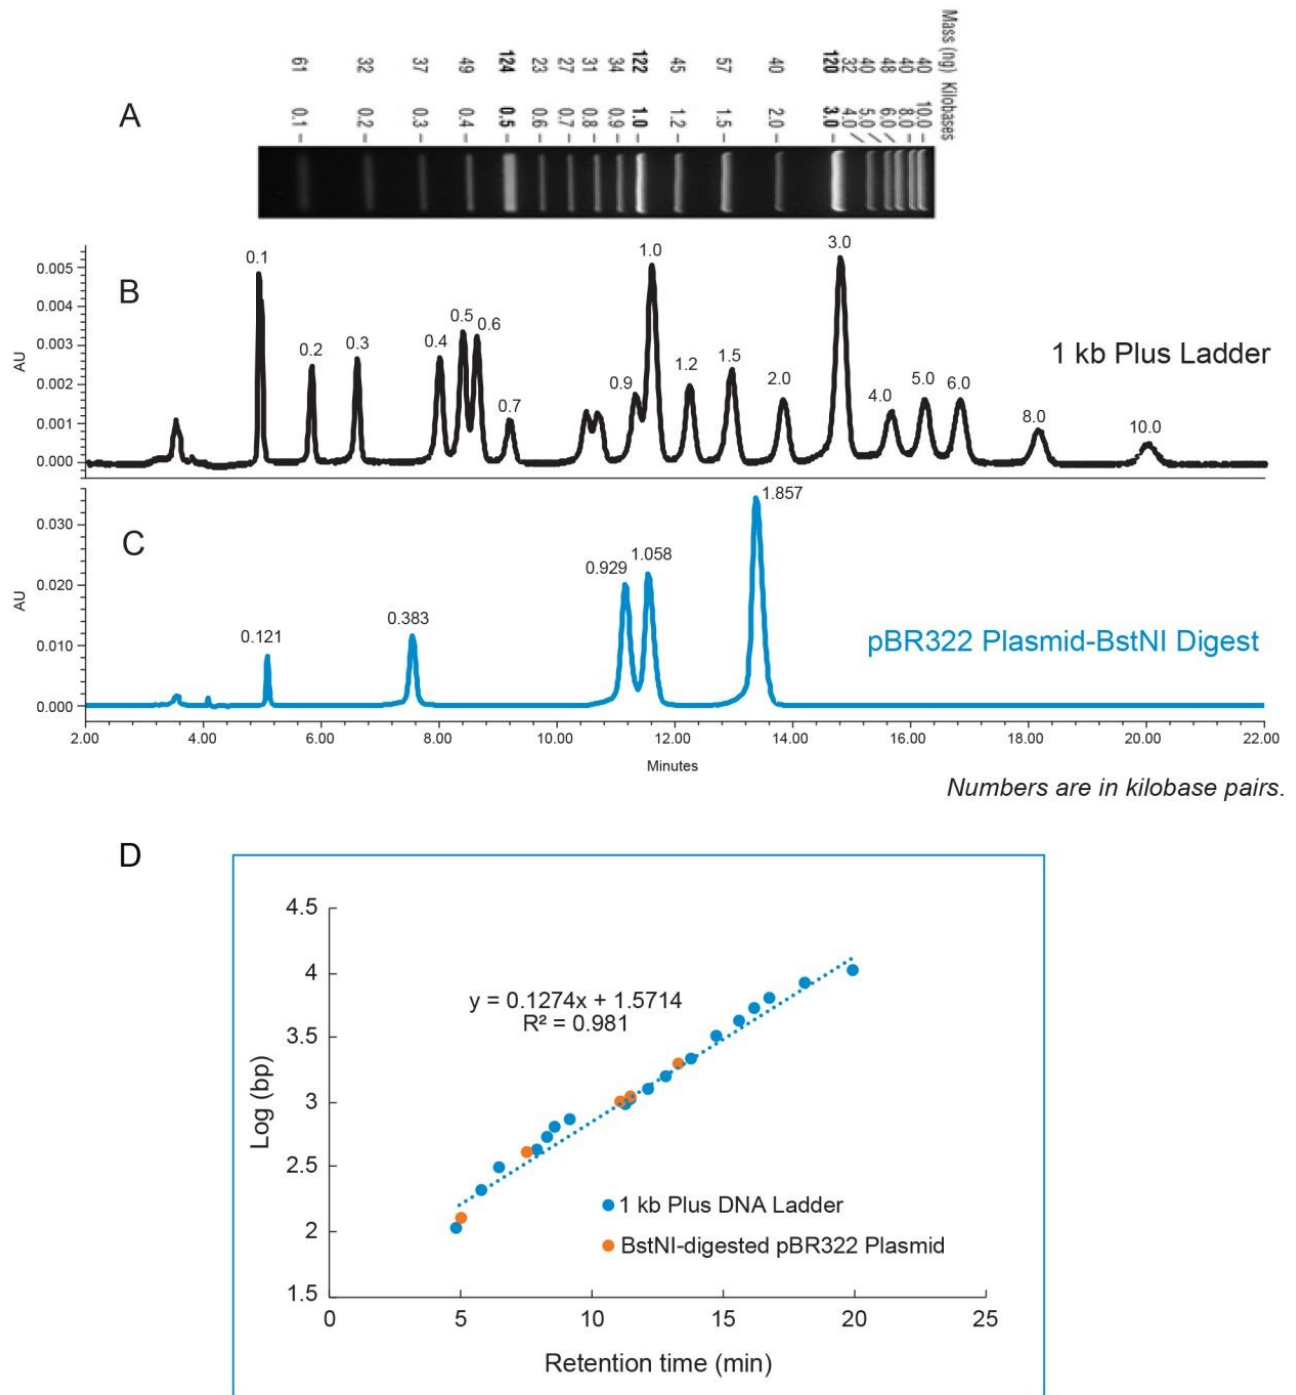 A
Mass (ng) 61 32 37 49 124 23 27 31 34 122 45 57 40 120 32 40 48 40 40
Kilobases 0.1 0.2 0.3 0.4 0.5 0.6 0.7 0.8 0.9 1.0 1.2 1.5 2.0 3.0 4.0 5.0 6.0 8.0 10.0
B
AU
0.005
0.004
0.003
0.002
0.001
0.000
0.1 0.2 0.3 0.4 0.5 0.6 0.7 0.9 1.0 1.2 1.5 2.0 3.0 4.0 5.0 6.0 8.0 10.0
1 kb Plus Ladder
C
AU
0.030
0.020
0.010
0.000
0.121 0.383 0.929 1.058 1.857
pBR322 Plasmid-BstNI Digest
2.00 4.00 6.00 8.00 10.00 12.00 14.00 16.00 18.00 20.00 22.00
Minutes
Numbers are in kilobase pairs.
D
Log (bp)
4.5
4
3.5
3
2.5
2
1.5
y = 0.1274x + 1.5714
R² = 0.981
1 kb Plus DNA Ladder
BstNI-digested pBR322 Plasmid
0 5 10 15 20 25
Retention time (min)